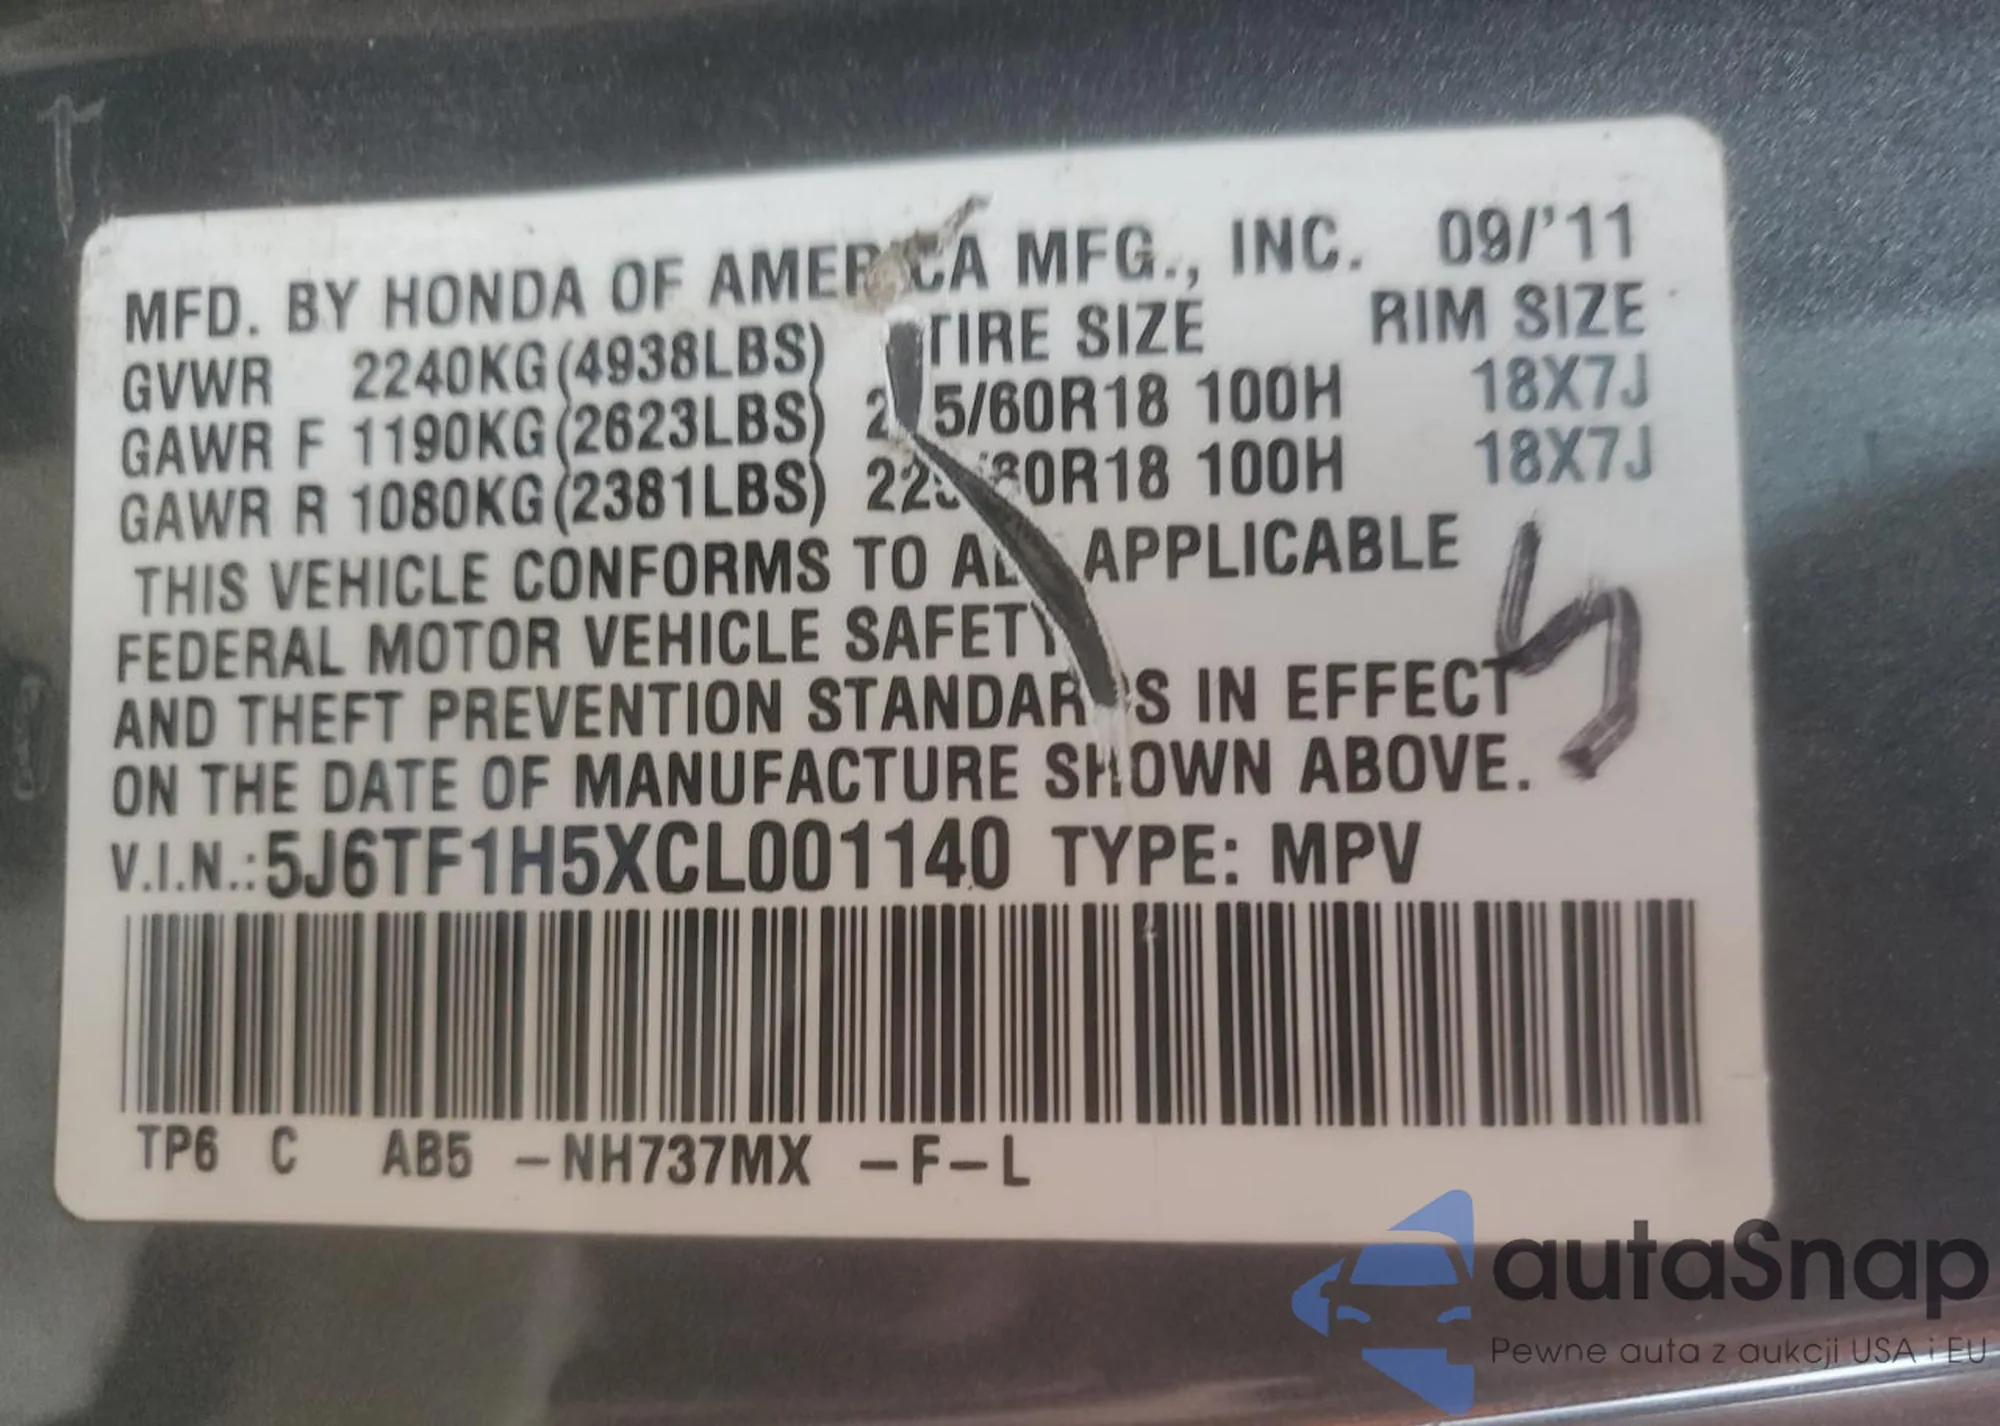 MFD. BY HONDA OF AMERICA MFG., INC. 09/'11
GVWR 2240KG(4938LBS) TIRE SIZE RIM SIZE
GAWR F 1190KG(2623LBS) 225/60R18 100H 18X7J
GAWR R 1080KG(2381LBS) 225/60R18 100H 18X7J
THIS VEHICLE CONFORMS TO ALL APPLICABLE
FEDERAL MOTOR VEHICLE SAFETY
AND THEFT PREVENTION STANDARDS IN EFFECT
ON THE DATE OF MANUFACTURE SHOWN ABOVE.
V.I.N.:5J6TF1H5XCL001140 TYPE: MPV
TP6 C AB5 -NH737MX -F-L
autaSnap
Pewne auta z aukcji USA i EU